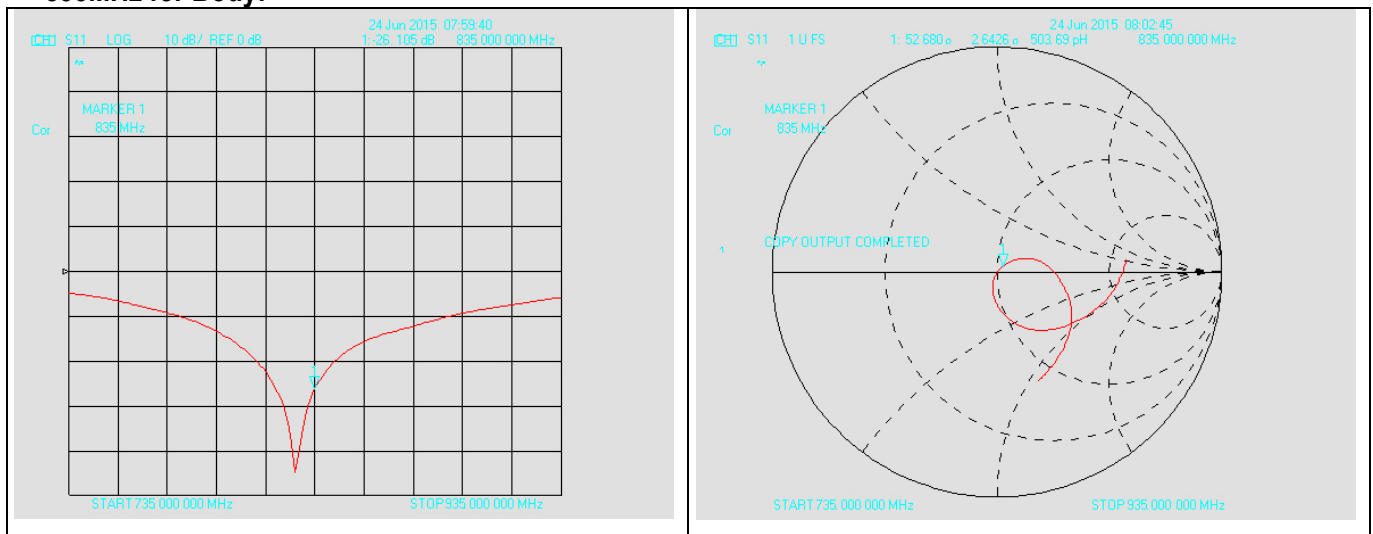 24 Jun 2015 07:59:40
CH1 S11 LOG 10 dB/ REF 0 dB 1:-26.105 dB 835.000 000 MHz
MARKER 1
835 MHz
Cor
1
START 735.000 000 MHz STOP 935.000 000 MHz
24 Jun 2015 08:02:45
CH1 S11 1 U FS 1: 52.680 o 2.6426 o 503.69 pH 835.000 000 MHz
MARKER 1
835 MHz
Cor
COPY OUTPUT COMPLETED
1
START 735.000 000 MHz STOP 935.000 000 MHz